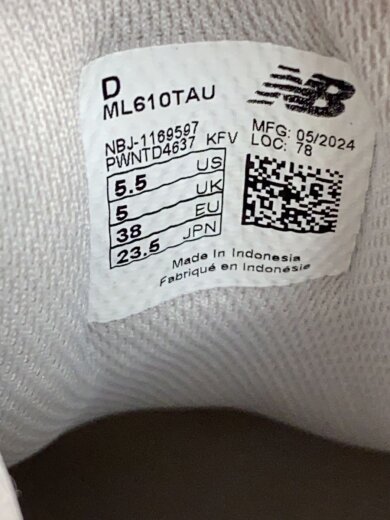 D
ML610TAU
NB
NBJ-1169597
PWNTD4637 KFV
MFG: 05/2024
LOC: 78
5.5 US
5 UK
38 EU
23.5 JPN
Made In Indonesia
Fabriqué en Indonésie